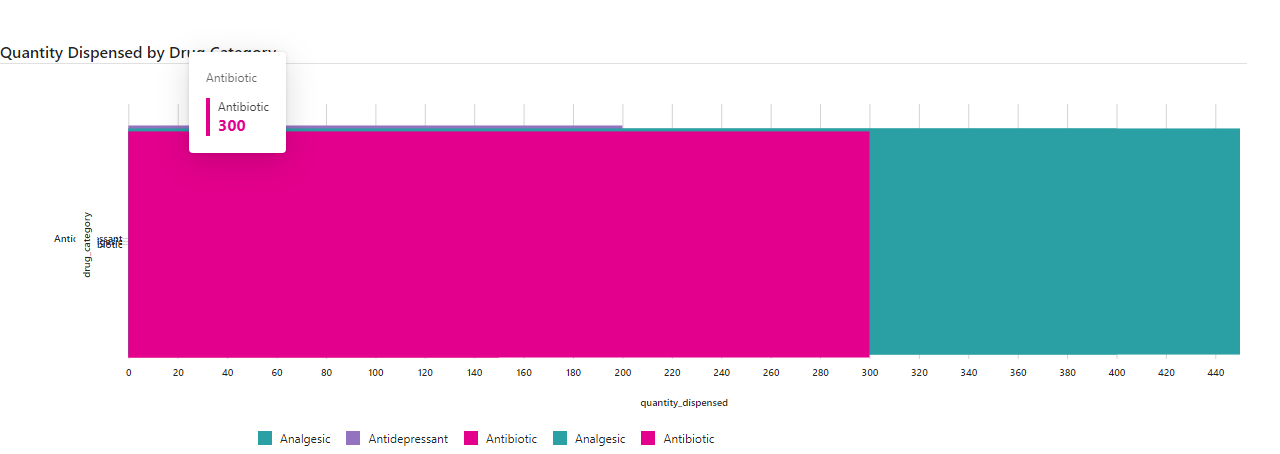 Quantity Dispensed by Drug Category
Antibiotic
Antibiotic
300
drug_category
0 20 40 60 80 100 120 140 160 180 200 220 240 260 280 300 320 340 360 380 400 420 440
quantity_dispensed
Analgesic Antidepressant Antibiotic Analgesic Antibiotic